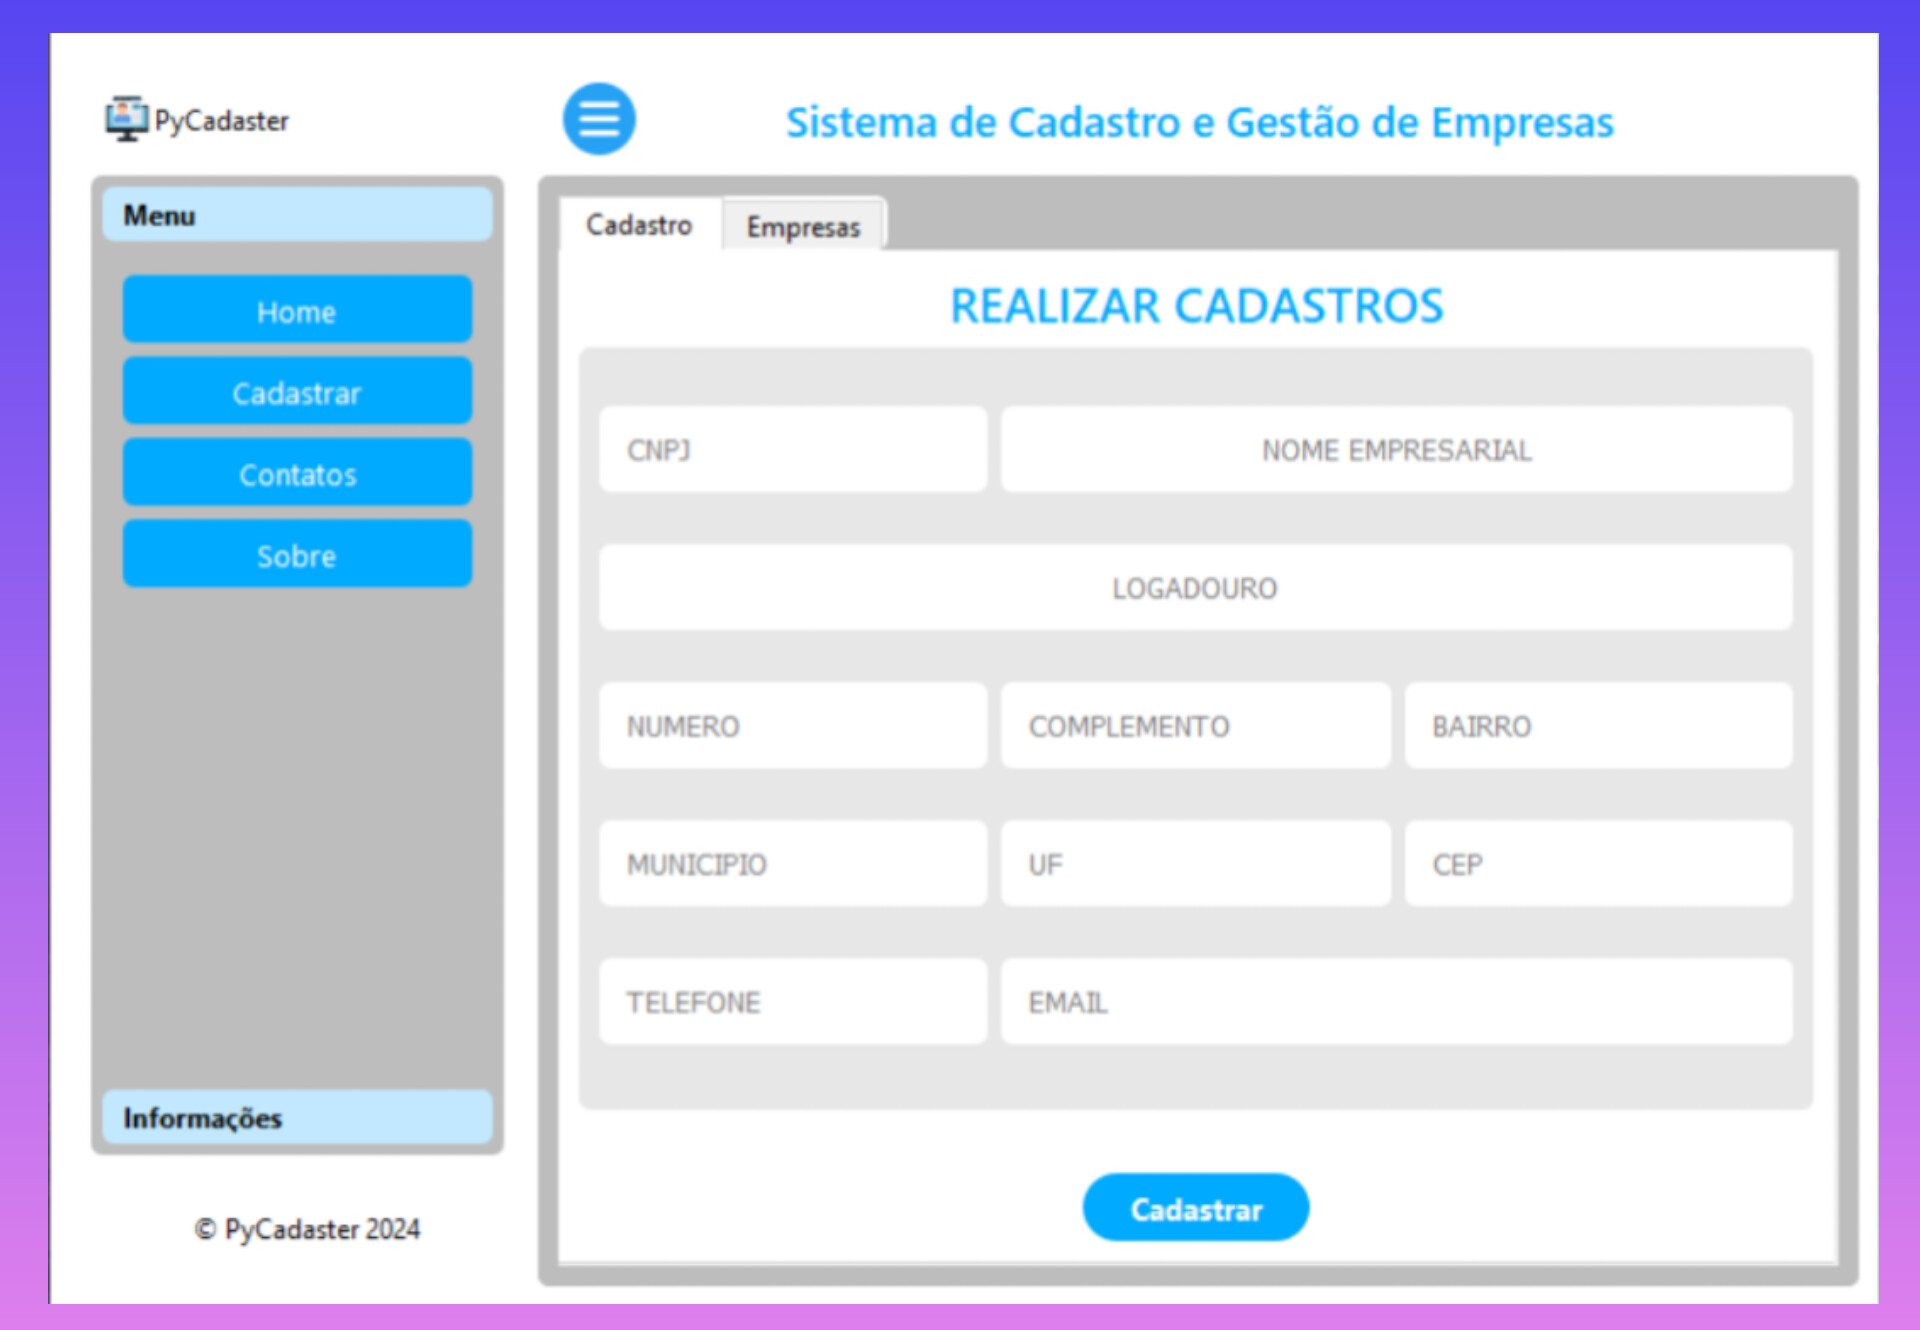 PyCadaster
Sistema de Cadastro e Gestão de Empresas
Menu
Home
Cadastrar
Contatos
Sobre
Informações
© PyCadaster 2024
Cadastro
Empresas
REALIZAR CADASTROS
CNPJ
NOME EMPRESARIAL
LOGADOURO
NUMERO
COMPLEMENTO
BAIRRO
MUNICIPIO
UF
CEP
TELEFONE
EMAIL
Cadastrar